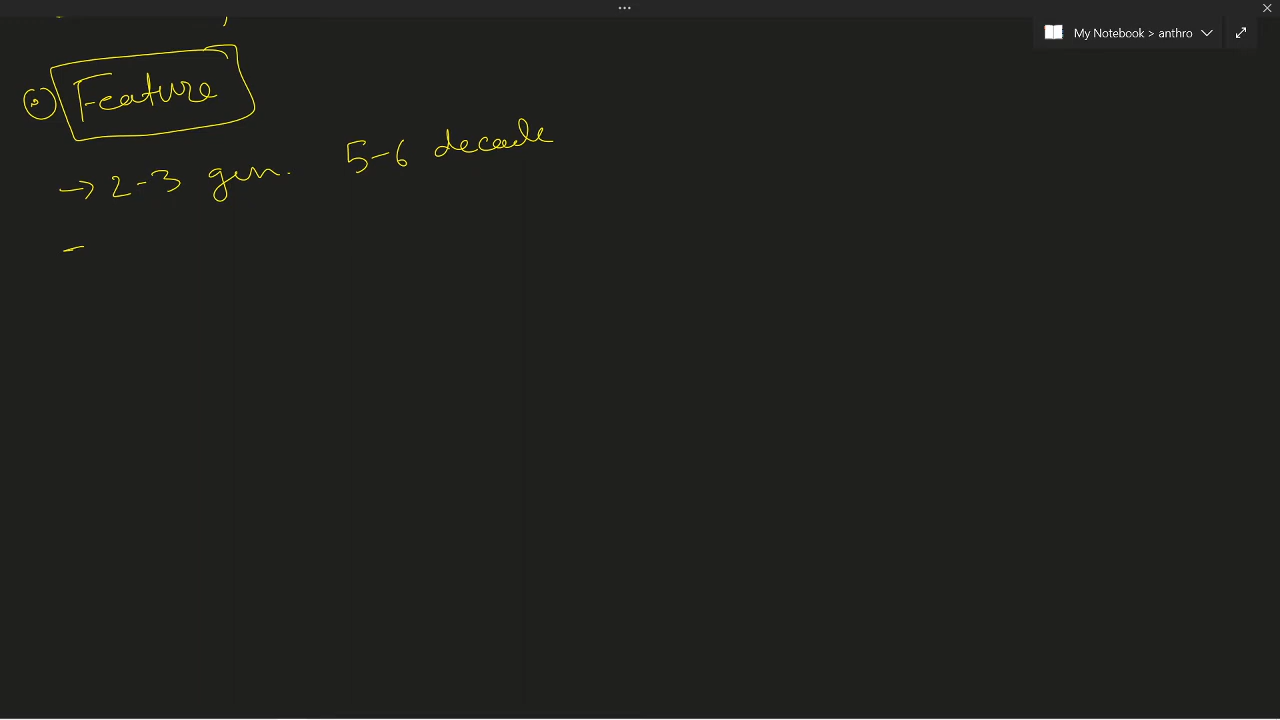 My Notebook > anthro
Feature
→ 2-3 gen. 5-6 decade
-